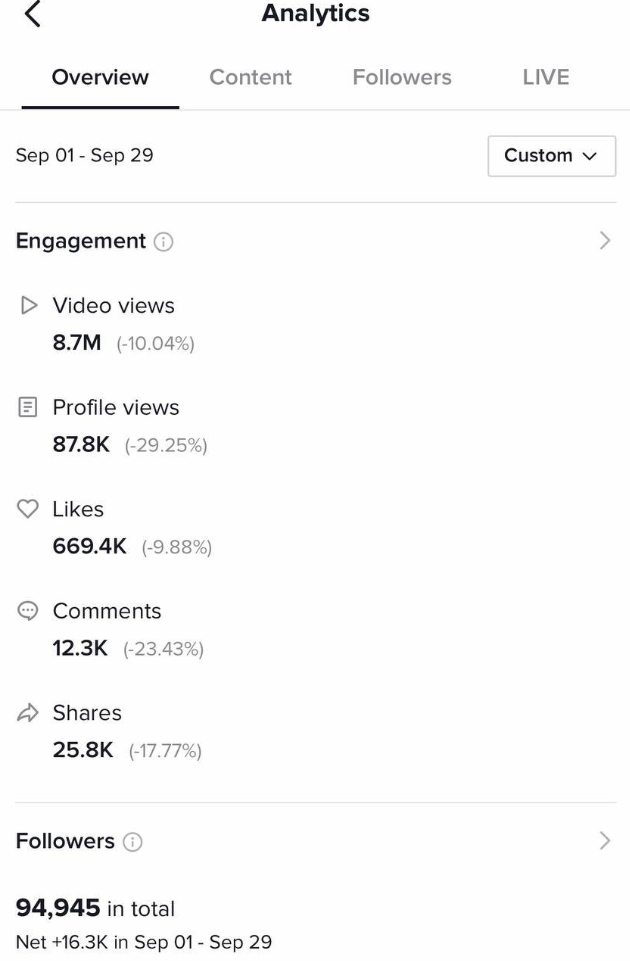 Analytics
Overview Content Followers LIVE
Sep 01 - Sep 29 Custom
Engagement
Video views
8.7M (-10.04%)
Profile views
87.8K (-29.25%)
Likes
669.4K (-9.88%)
Comments
12.3K (-23.43%)
Shares
25.8K (-17.77%)
Followers
94,945 in total
Net +16.3K in Sep 01 - Sep 29